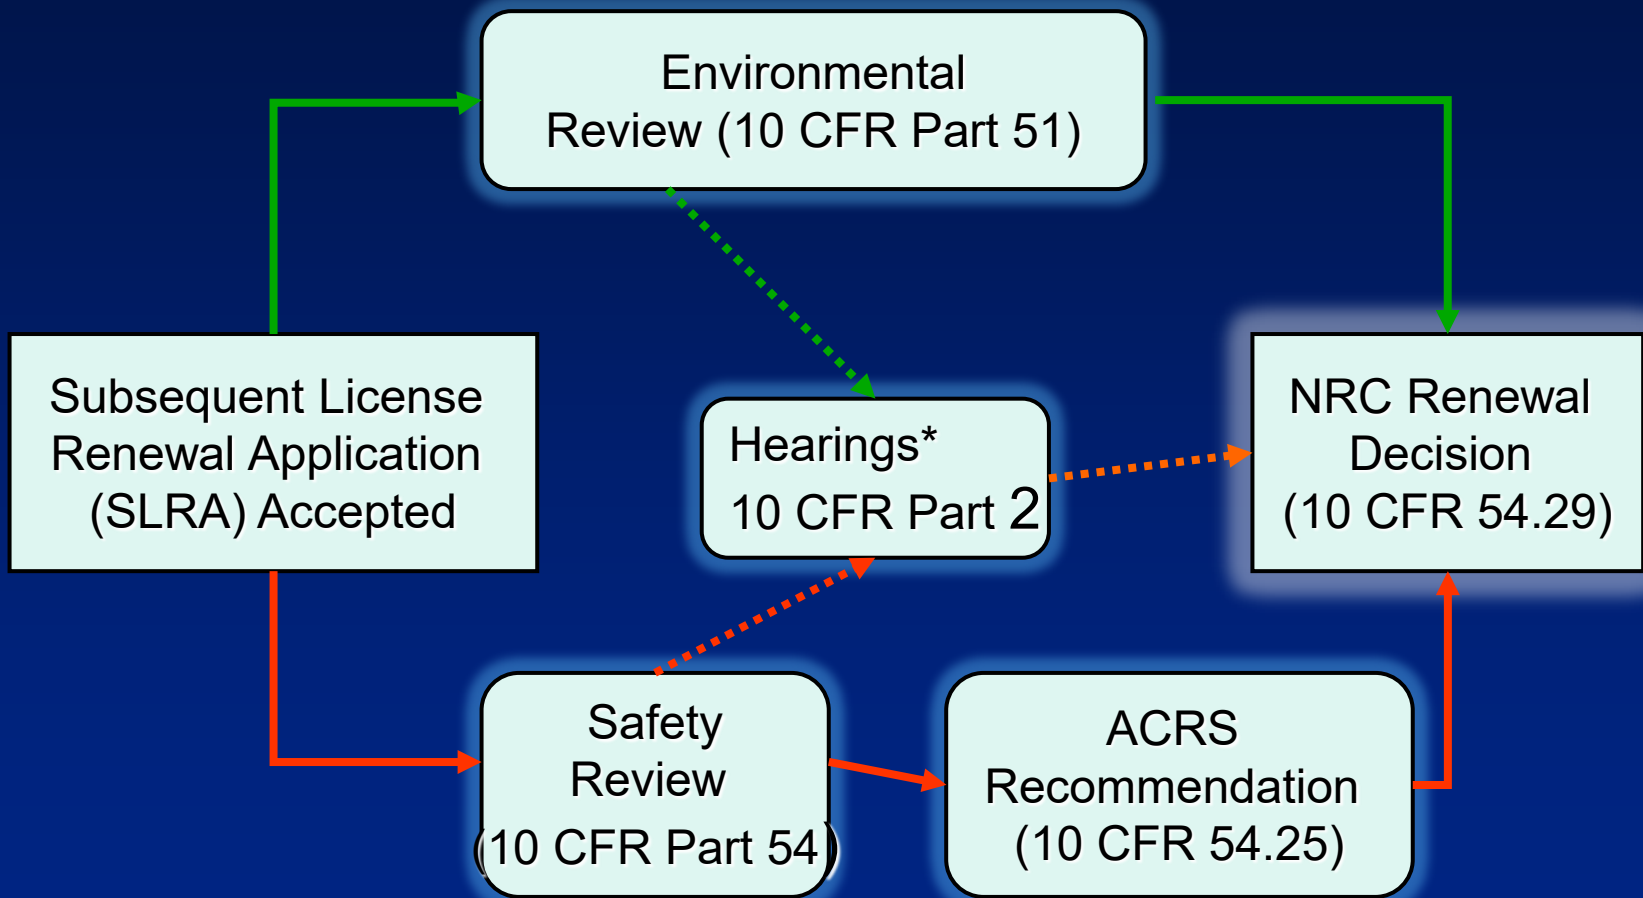 Environmental
Review (10 CFR Part 51)
Subsequent License
Renewal Application
(SLRA) Accepted
Hearings*
10 CFR Part 2
NRC Renewal
Decision
(10 CFR 54.29)
Safety
Review
(10 CFR Part 54)
ACRS
Recommendation
(10 CFR 54.25)